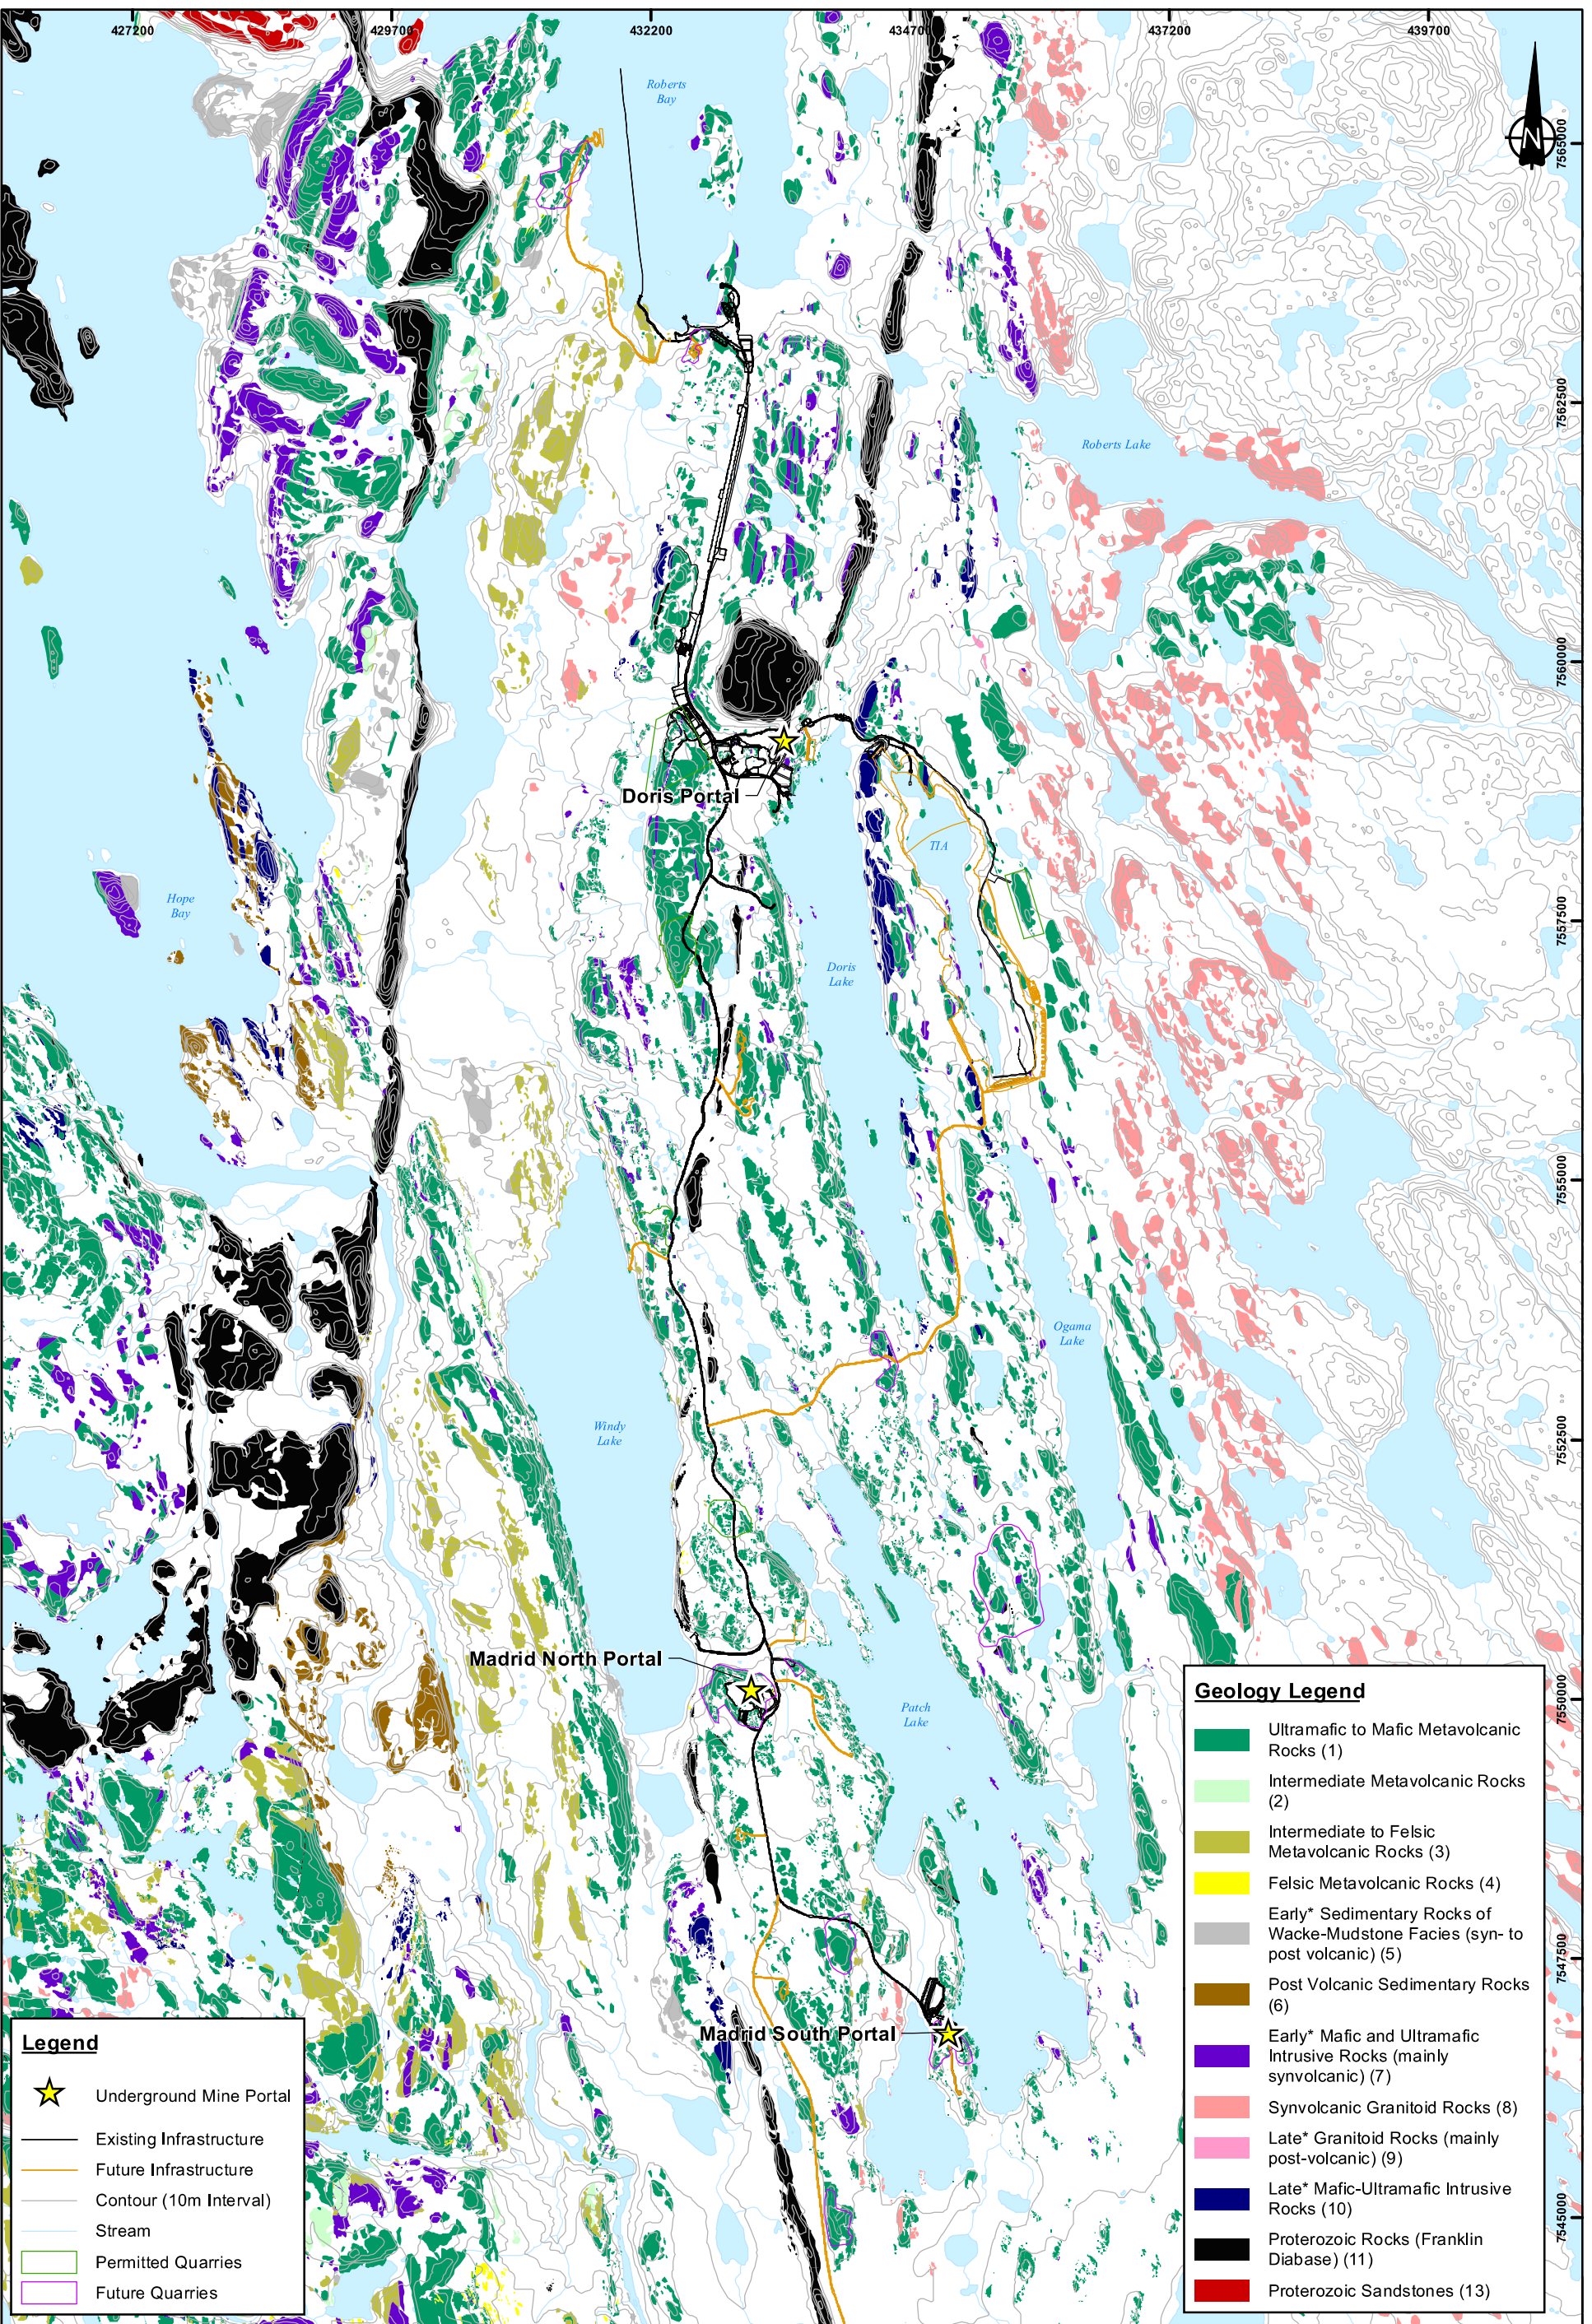 427200
429700
432200
434700
437200
439700
Roberts
Bay
N
7565000
7562500
Roberts Lake
7560000
Doris Portal
TIA
Hope
Bay
7557500
Doris
Lake
7555000
Ogama
Lake
Windy
Lake
7552500
Madrid North Portal
Patch
Lake
7550000
7547500
Madrid South Portal
7545000
Geology Legend
Ultramafic to Mafic Metavolcanic
Rocks (1)
Intermediate Metavolcanic Rocks
(2)
Intermediate to Felsic
Metavolcanic Rocks (3)
Felsic Metavolcanic Rocks (4)
Early* Sedimentary Rocks of
Wacke-Mudstone Facies (syn- to
post volcanic) (5)
Post Volcanic Sedimentary Rocks
(6)
Early* Mafic and Ultramafic
Intrusive Rocks (mainly
synvolcanic) (7)
Synvolcanic Granitoid Rocks (8)
Late* Granitoid Rocks (mainly
post-volcanic) (9)
Late* Mafic-Ultramafic Intrusive
Rocks (10)
Proterozoic Rocks (Franklin
Diabase) (11)
Proterozoic Sandstones (13)
Legend
Underground Mine Portal
Existing Infrastructure
Future Infrastructure
Contour (10m Interval)
Stream
Permitted Quarries
Future Quarries